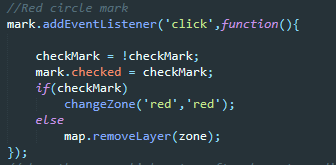 //Red circle mark
mark.addEventListener('click',function(){
checkMark = !checkMark;
mark.checked = checkMark;
if(checkMark)
changeZone('red','red');
else
map.removeLayer(zone);
});